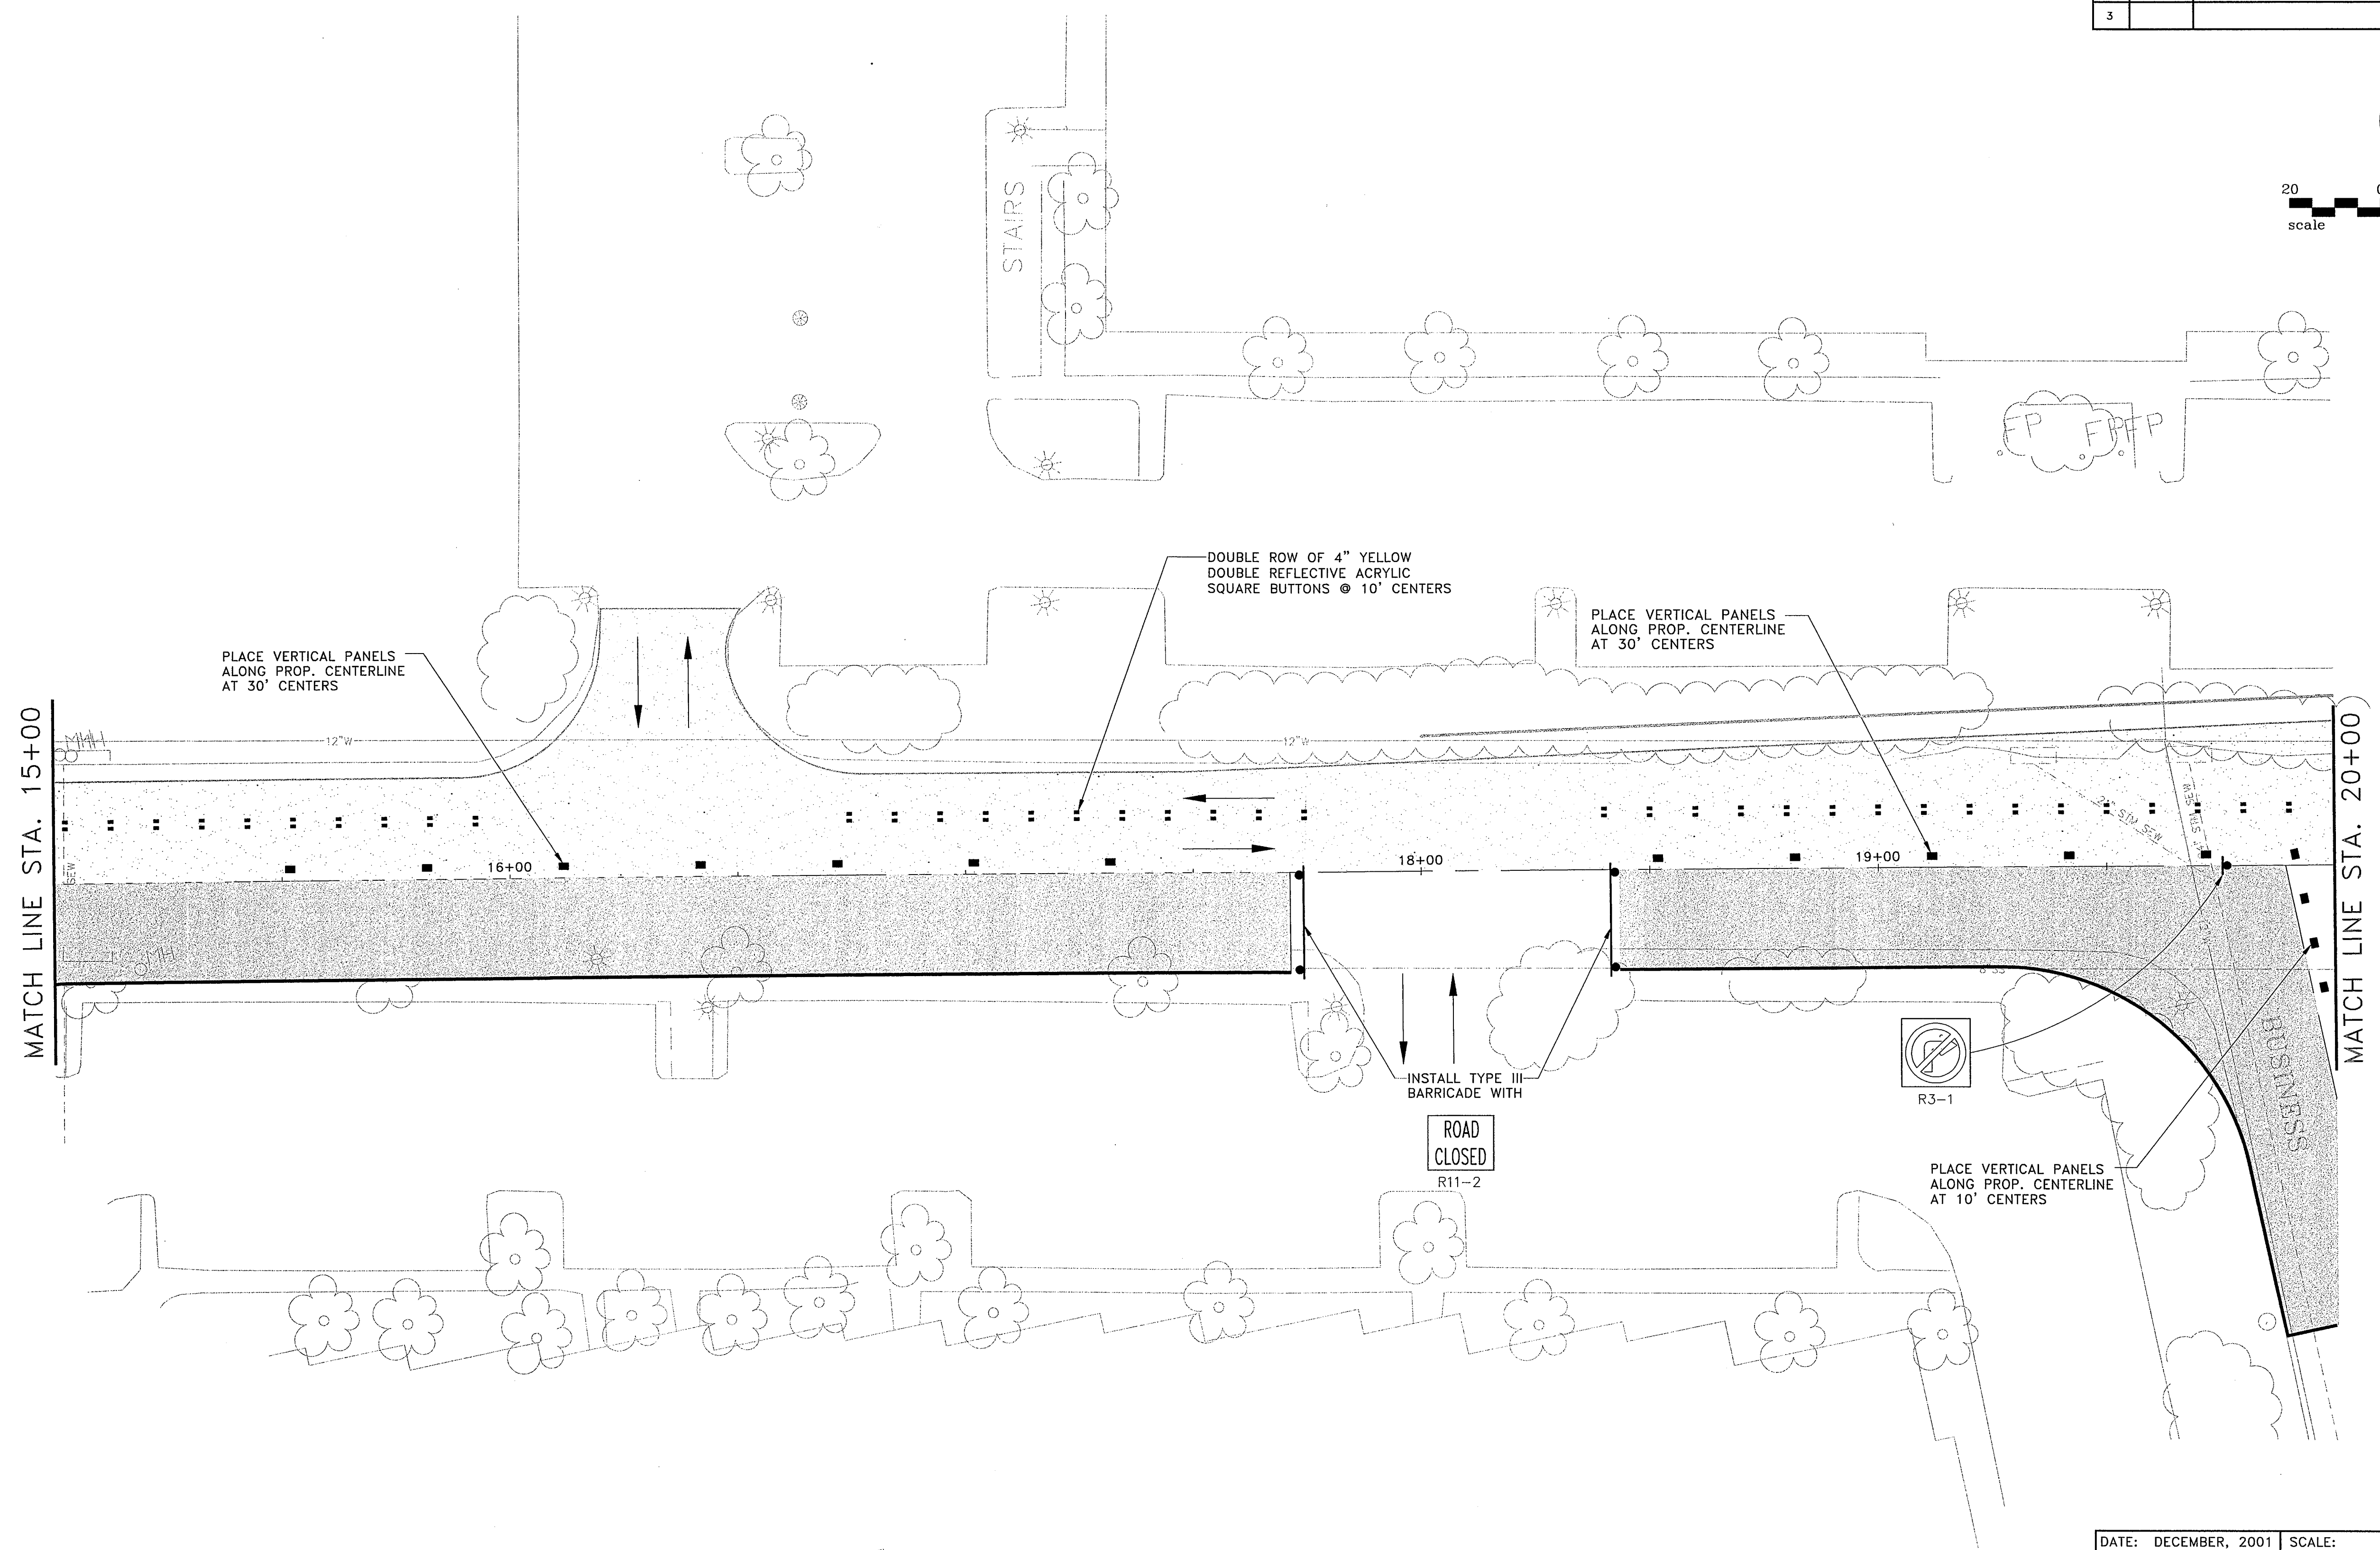 3
20
scale
STAIRS
FP
FP
FP
DOUBLE ROW OF 4" YELLOW
DOUBLE REFLECTIVE ACRYLIC
SQUARE BUTTONS @ 10' CENTERS
PLACE VERTICAL PANELS
ALONG PROP. CENTERLINE
AT 30' CENTERS
PLACE VERTICAL PANELS
ALONG PROP. CENTERLINE
AT 30' CENTERS
MATCH LINE STA. 15+00
MATCH LINE STA. 20+00
12"W
12"W
SEW
16+00
18+00
19+00
MH
BUSINESS
INSTALL TYPE III
BARRICADE WITH
ROAD
CLOSED
R11-2
R3-1
PLACE VERTICAL PANELS
ALONG PROP. CENTERLINE
AT 10' CENTERS
DATE: DECEMBER, 2001
SCALE: